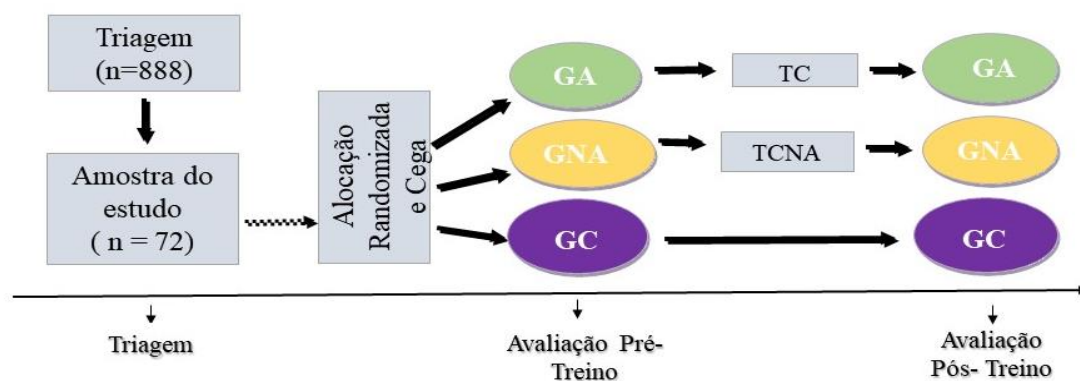 Triagem
(n=888)
Amostra do
estudo
( n = 72)
Alocação
Randomizada
e Cega
GA
TC
GA
GNA
TCNA
GNA
GC
GC
Triagem
Avaliação Pré-
Treino
Avaliação
Pós- Treino